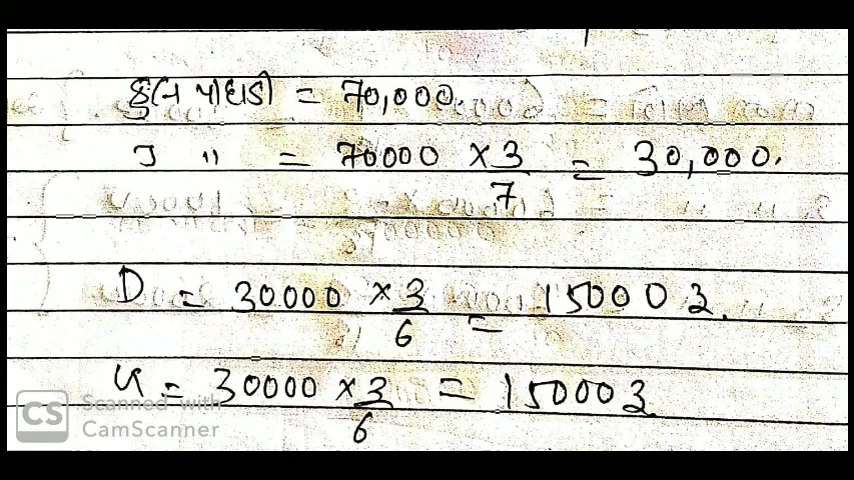 કુલ પાઘડી = 70,000.
J " = 70000 × 3/7 = 30,000.
D = 30000 × 3/6 = 15000 રૂ.
U = 30000 × 3/6 = 15000 રૂ
CS Scanned with
CamScanner